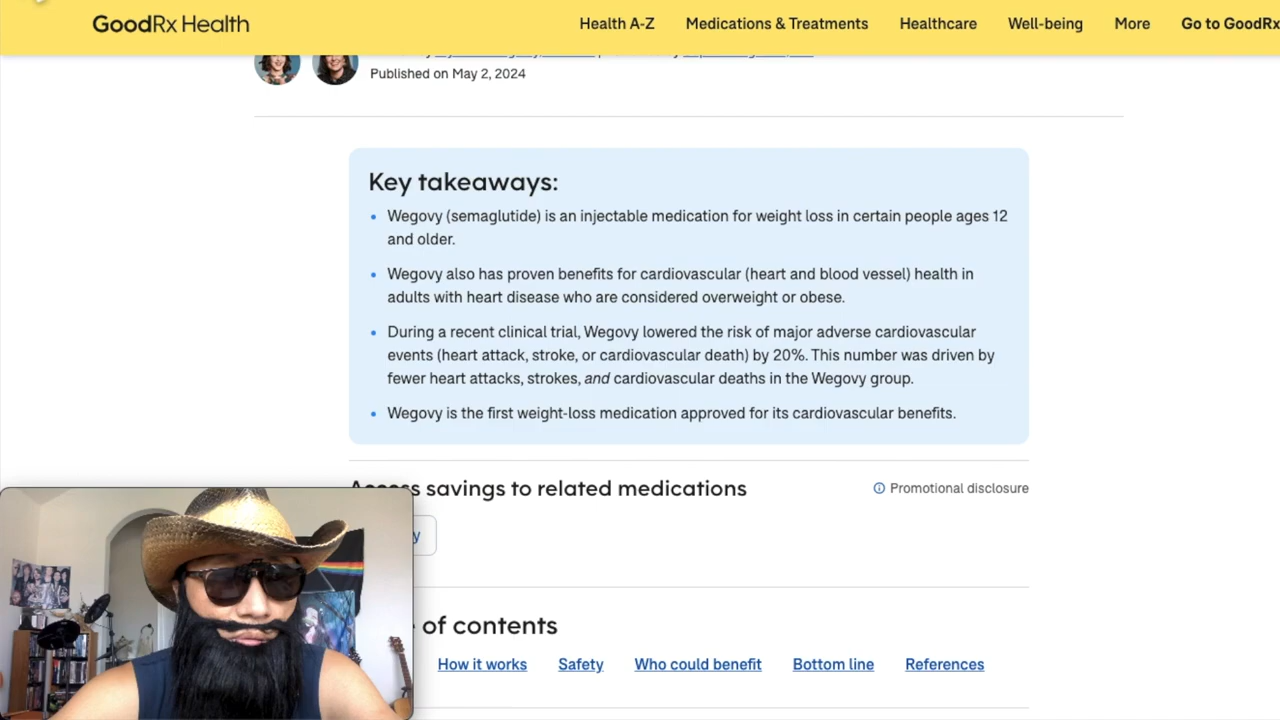 GoodRx Health
Health A-Z Medications & Treatments Healthcare Well-being More Go to GoodRx
Published on May 2, 2024
Key takeaways:
Wegovy (semaglutide) is an injectable medication for weight loss in certain people ages 12
and older.
Wegovy also has proven benefits for cardiovascular (heart and blood vessel) health in
adults with heart disease who are considered overweight or obese.
During a recent clinical trial, Wegovy lowered the risk of major adverse cardiovascular
events (heart attack, stroke, or cardiovascular death) by 20%. This number was driven by
fewer heart attacks, strokes, and cardiovascular deaths in the Wegovy group.
Wegovy is the first weight-loss medication approved for its cardiovascular benefits.
Access savings to related medications
Promotional disclosure
of contents
How it works Safety Who could benefit Bottom line References